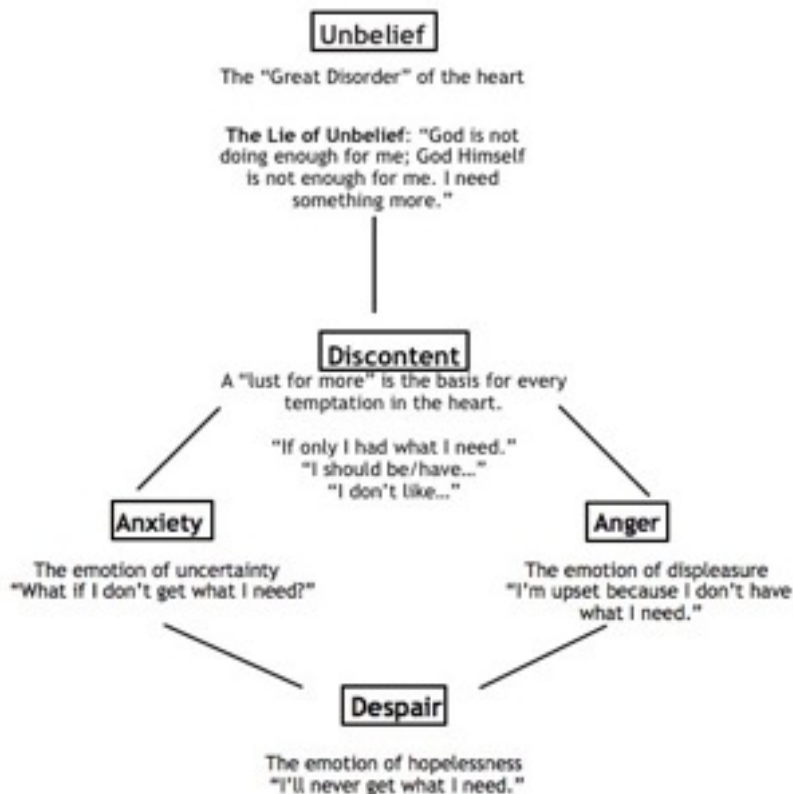 Unbelief
The “Great Disorder” of the heart
The Lie of Unbelief: “God is not
doing enough for me; God Himself
is not enough for me. I need
something more.”
Discontent
A “lust for more” is the basis for every
temptation in the heart.
“If only I had what I need.”
“I should be/have…”
“I don’t like…”
Anxiety
The emotion of uncertainty
“What if I don’t get what I need?”
Anger
The emotion of displeasure
“I’m upset because I don’t have
what I need.”
Despair
The emotion of hopelessness
“I’ll never get what I need.”